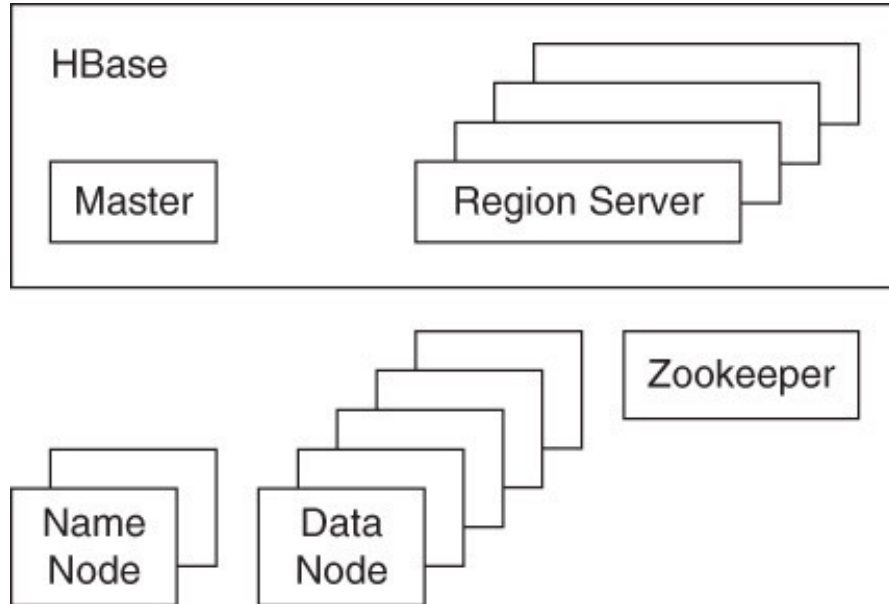 HBase
Master
Region Server
Zookeeper
Name
Node
Data
Node